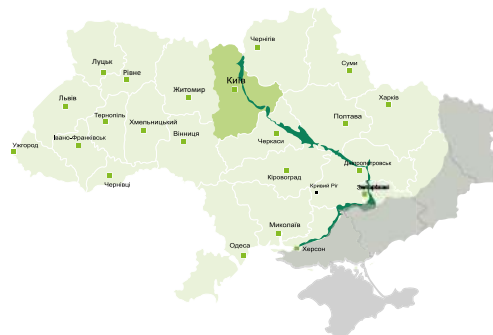 Чернігів
Суми
Луцьк
Рівне
Київ
Житомир
Харків
Львів
Тернопіль
Хмельницький
Полтава
Черкаси
Вінниця
Івано-Франківськ
Ужгород
Кіровоград
Дніпропетровськ
Чернівці
Кривий Ріг
Миколаїв
Одеса
Херсон